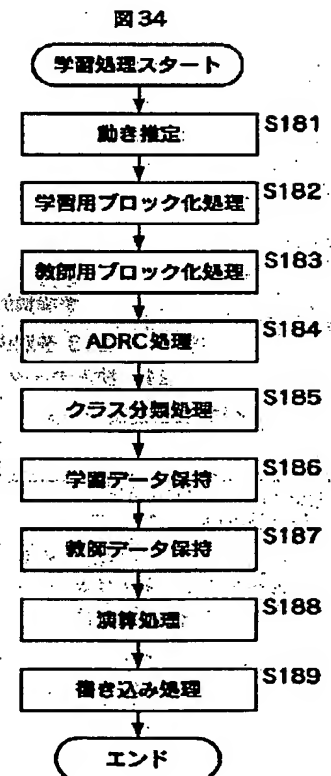 図34
学習処理スタート
動き推定 S181
学習用ブロック化処理 S182
教師用ブロック化処理 S183
ADRC処理 S184
クラス分類処理 S185
学習データ保持 S186
教師データ保持 S187
演算処理 S188
書き込み処理 S189
エンド